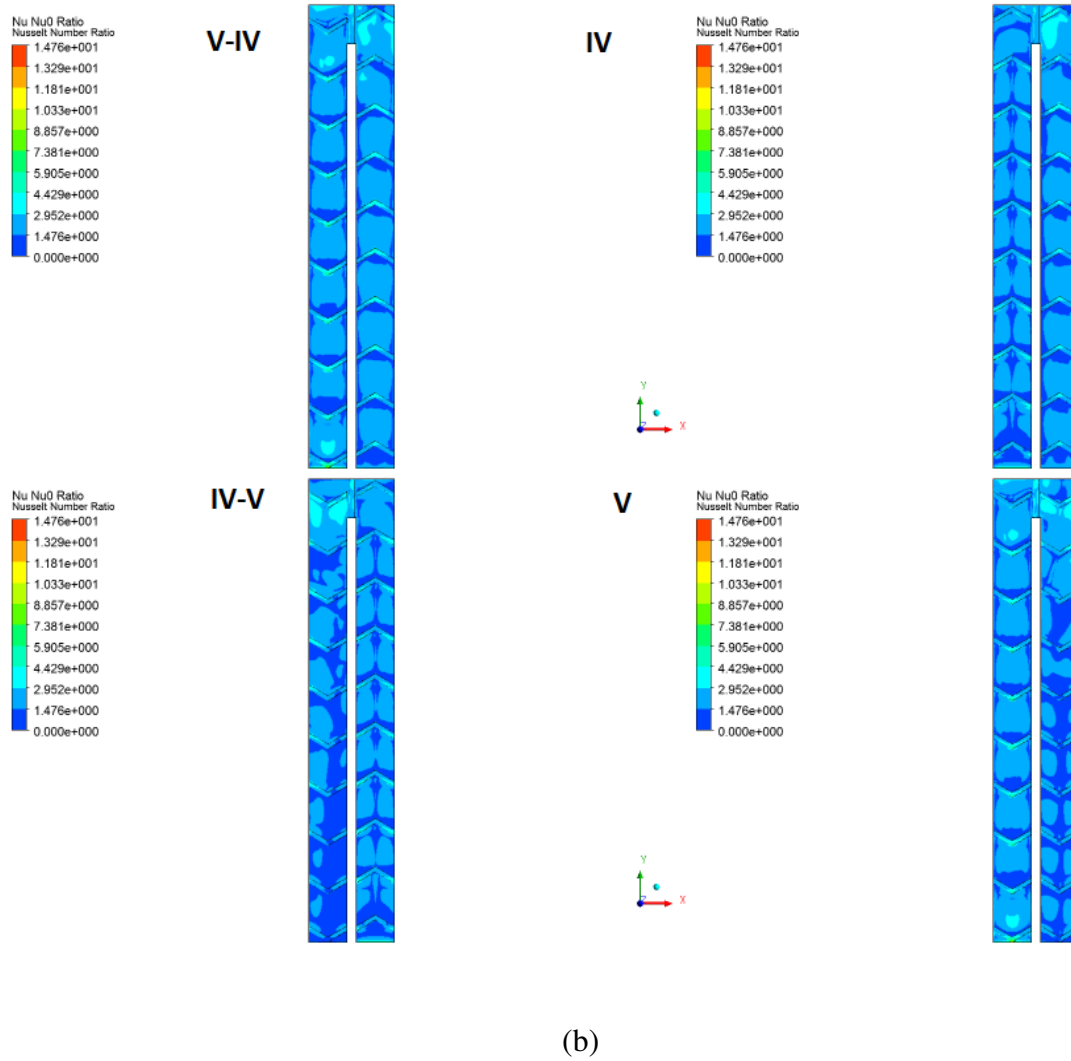 Nu Nu0 Ratio
Nusselt Number Ratio
1.476e+001
1.329e+001
1.181e+001
1.033e+001
8.857e+000
7.381e+000
5.905e+000
4.429e+000
2.952e+000
1.476e+000
0.000e+000
V-IV
IV
Nu Nu0 Ratio
Nusselt Number Ratio
1.476e+001
1.329e+001
1.181e+001
1.033e+001
8.857e+000
7.381e+000
5.905e+000
4.429e+000
2.952e+000
1.476e+000
0.000e+000
Y
Z
X
Nu Nu0 Ratio
Nusselt Number Ratio
1.476e+001
1.329e+001
1.181e+001
1.033e+001
8.857e+000
7.381e+000
5.905e+000
4.429e+000
2.952e+000
1.476e+000
0.000e+000
IV-V
V
Nu Nu0 Ratio
Nusselt Number Ratio
1.476e+001
1.329e+001
1.181e+001
1.033e+001
8.857e+000
7.381e+000
5.905e+000
4.429e+000
2.952e+000
1.476e+000
0.000e+000
Y
Z
X
(b)